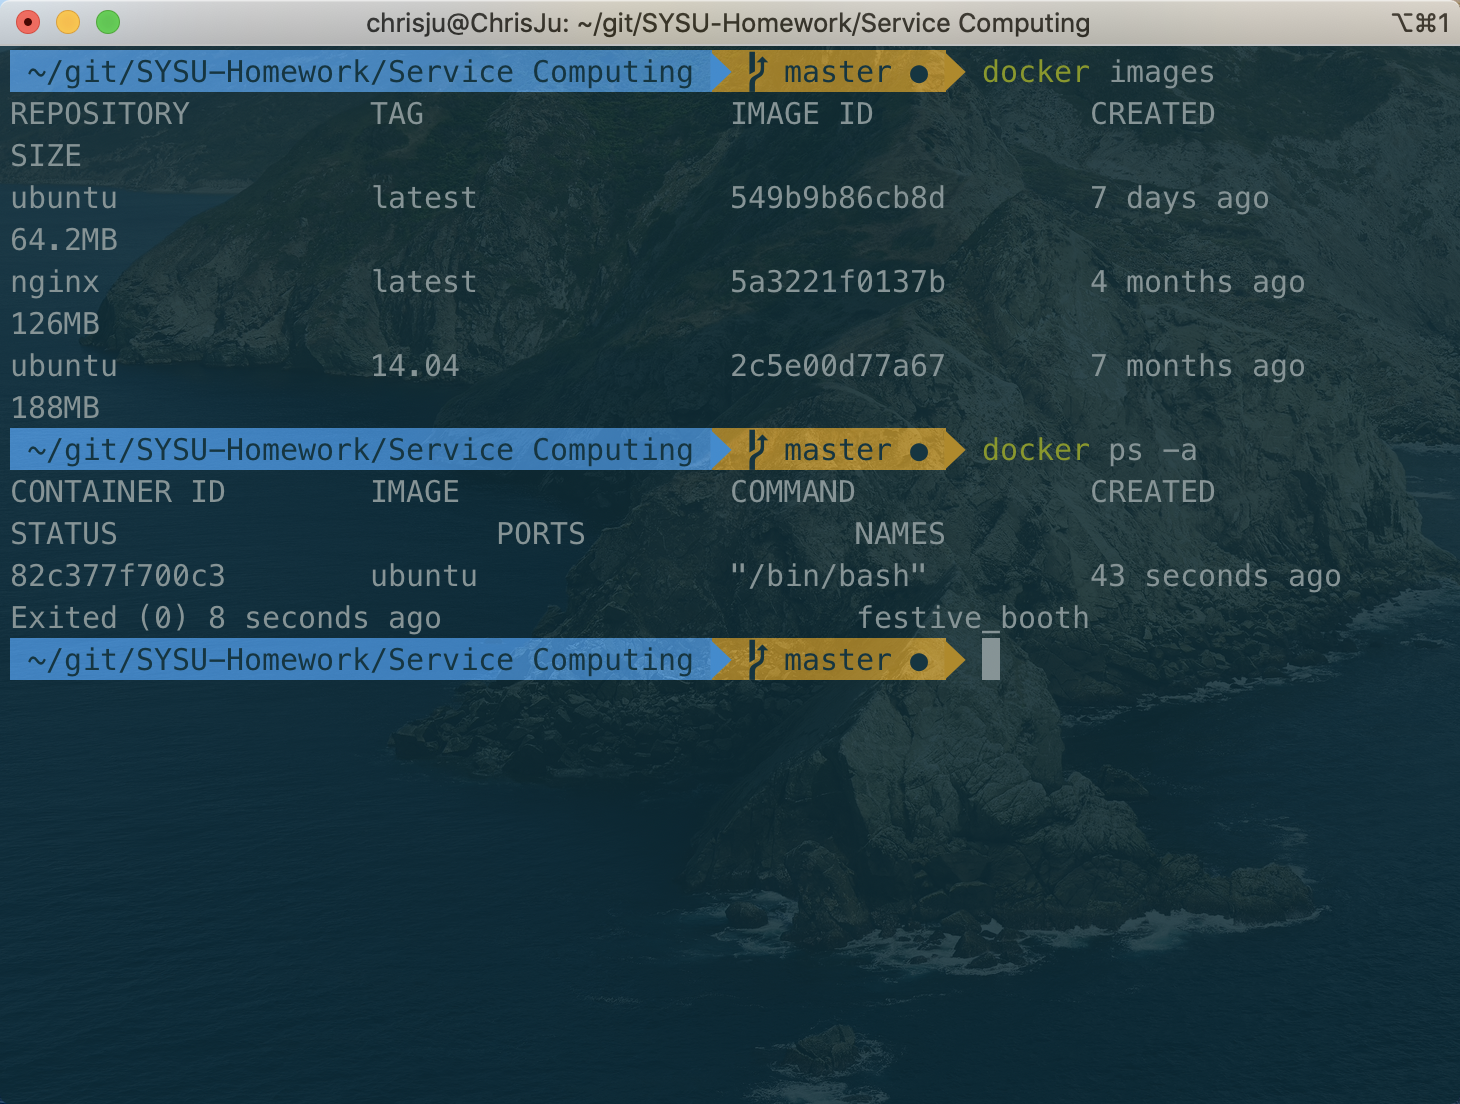 chrisju@ChrisJu: ~/git/SYSU-Homework/Service Computing ⌥⌘1
~/git/SYSU-Homework/Service Computing master ● docker images
REPOSITORY TAG IMAGE ID CREATED
SIZE
ubuntu latest 549b9b86cb8d 7 days ago
64.2MB
nginx latest 5a3221f0137b 4 months ago
126MB
ubuntu 14.04 2c5e00d77a67 7 months ago
188MB
~/git/SYSU-Homework/Service Computing master ● docker ps -a
CONTAINER ID IMAGE COMMAND CREATED
STATUS PORTS NAMES
82c377f700c3 ubuntu "/bin/bash" 43 seconds ago
Exited (0) 8 seconds ago festive_booth
~/git/SYSU-Homework/Service Computing master ●